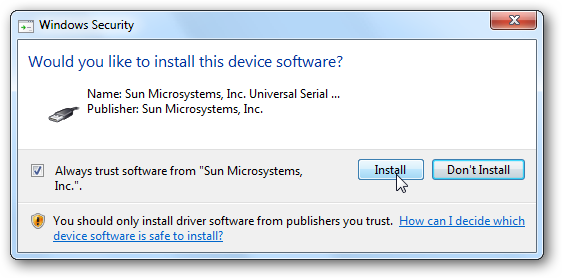 Windows Security
Would you like to install this device software?
Name: Sun Microsystems, Inc. Universal Serial ...
Publisher: Sun Microsystems, Inc.
Always trust software from "Sun Microsystems,
Inc.".
Install
Don't Install
You should only install driver software from publishers you trust. How can I decide which
device software is safe to install?